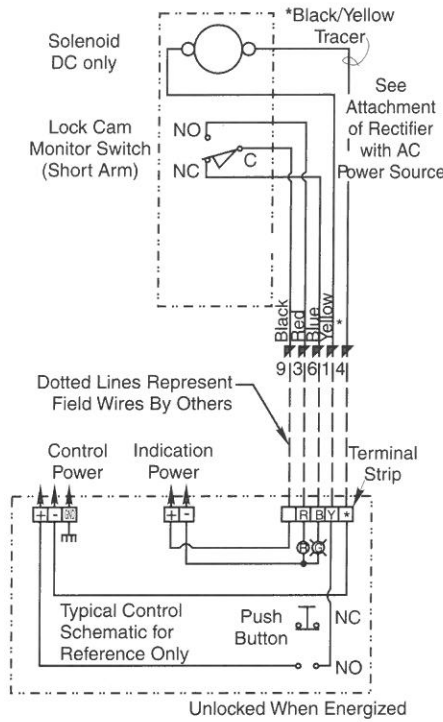 *Black/Yellow
Tracer
Solenoid
DC only
See
Attachment
of Rectifier
with AC
Power Source
Lock Cam
Monitor Switch
(Short Arm)
NO
C
NC
Black
Red
Blue
Yellow
*
9 3 6 1 4
Dotted Lines Represent
Field Wires By Others
Control
Power
Indication
Power
Terminal
Strip
+ -
+ -
R B Y *
R G
Typical Control
Schematic for
Reference Only
Push
Button
NC
NO
Unlocked When Energized